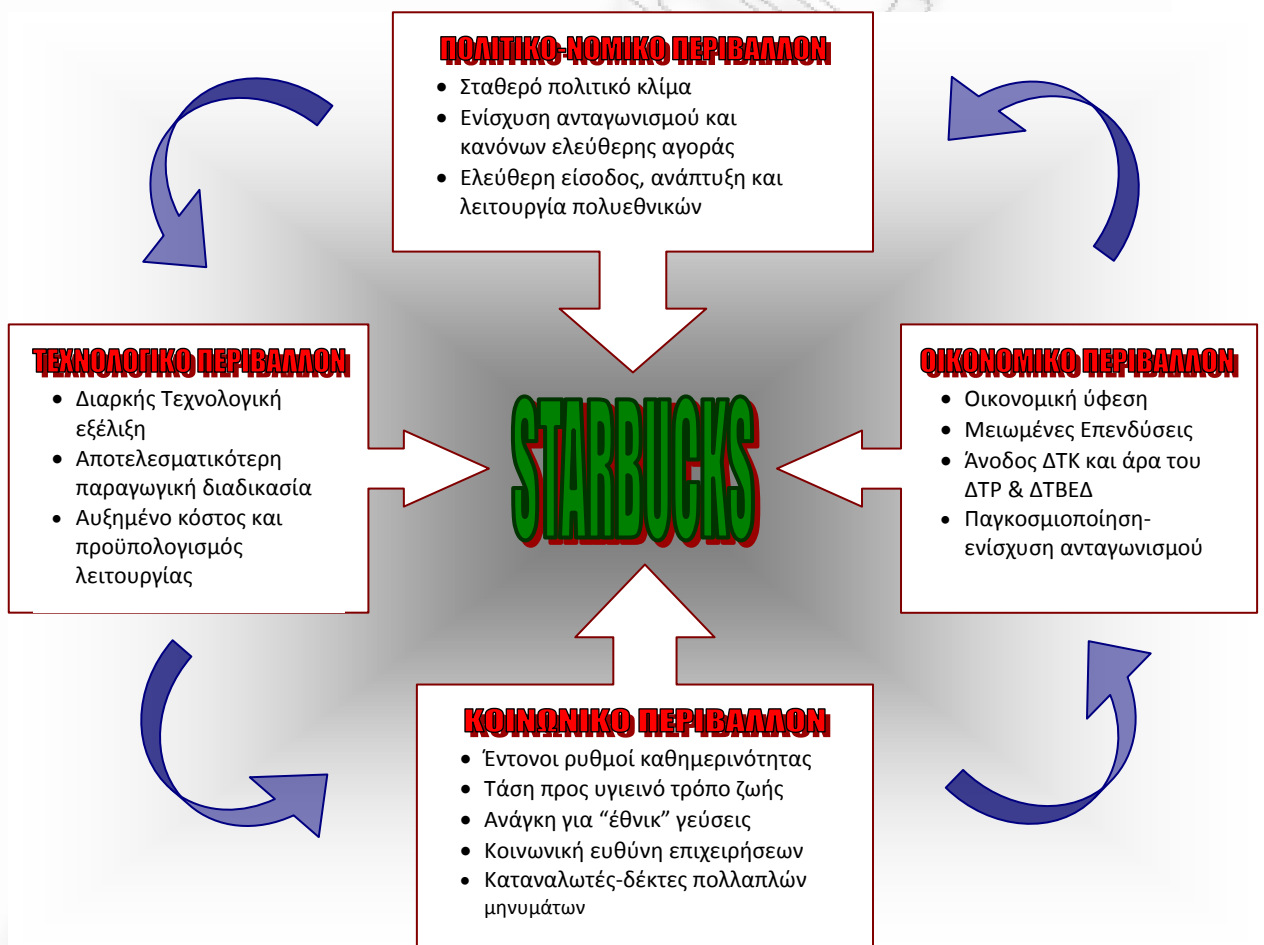 ΠΟΛΙΤΙΚΟ-ΝΟΜΙΚΟ ΠΕΡΙΒΑΛΛΟΝ
• Σταθερό πολιτικό κλίμα
• Ενίσχυση ανταγωνισμού και
κανόνων ελεύθερης αγοράς
• Ελεύθερη είσοδος, ανάπτυξη και
λειτουργία πολυεθνικών
ΤΕΧΝΟΛΟΓΙΚΟ ΠΕΡΙΒΑΛΛΟΝ
• Διαρκής Τεχνολογική
εξέλιξη
• Αποτελεσματικότερη
παραγωγική διαδικασία
• Αυξημένο κόστος και
προϋπολογισμός
λειτουργίας
STARBUCKS
ΟΙΚΟΝΟΜΙΚΟ ΠΕΡΙΒΑΛΛΟΝ
• Οικονομική ύφεση
• Μειωμένες Επενδύσεις
• Άνοδος ΔΤΚ και άρα του
ΔΤΡ & ΔΤΒΕΔ
• Παγκοσμιοποίηση-
ενίσχυση ανταγωνισμού
ΚΟΙΝΩΝΙΚΟ ΠΕΡΙΒΑΛΛΟΝ
• Έντονοι ρυθμοί καθημερινότητας
• Τάση προς υγιεινό τρόπο ζωής
• Ανάγκη για “έθνικ” γεύσεις
• Κοινωνική ευθύνη επιχειρήσεων
• Καταναλωτές-δέκτες πολλαπλών
μηνυμάτων